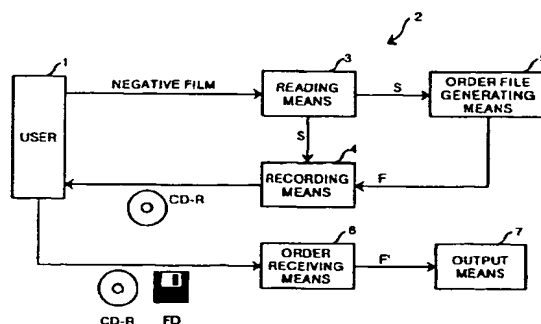 2
1
USER
NEGATIVE FILM
3
READING
MEANS
S
ORDER FILE
GENERATING
MEANS
S
4
RECORDING
MEANS
F
CD-R
6
ORDER
RECEIVING
MEANS
F'
7
OUTPUT
MEANS
CD-R
FD